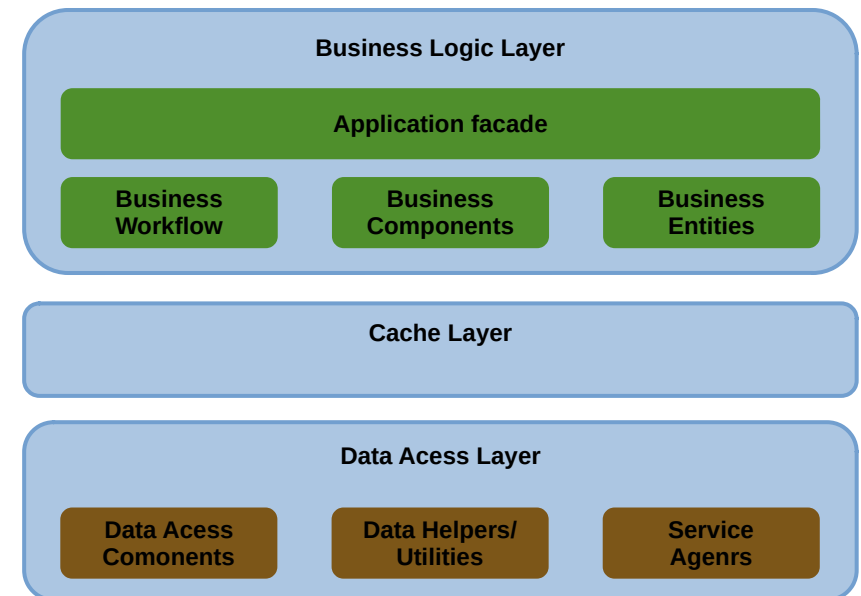 Business Logic Layer
Application facade
Business
Workflow
Business
Components
Business
Entities
Cache Layer
Data Acess Layer
Data Acess
Comonents
Data Helpers/
Utilities
Service
Agenrs